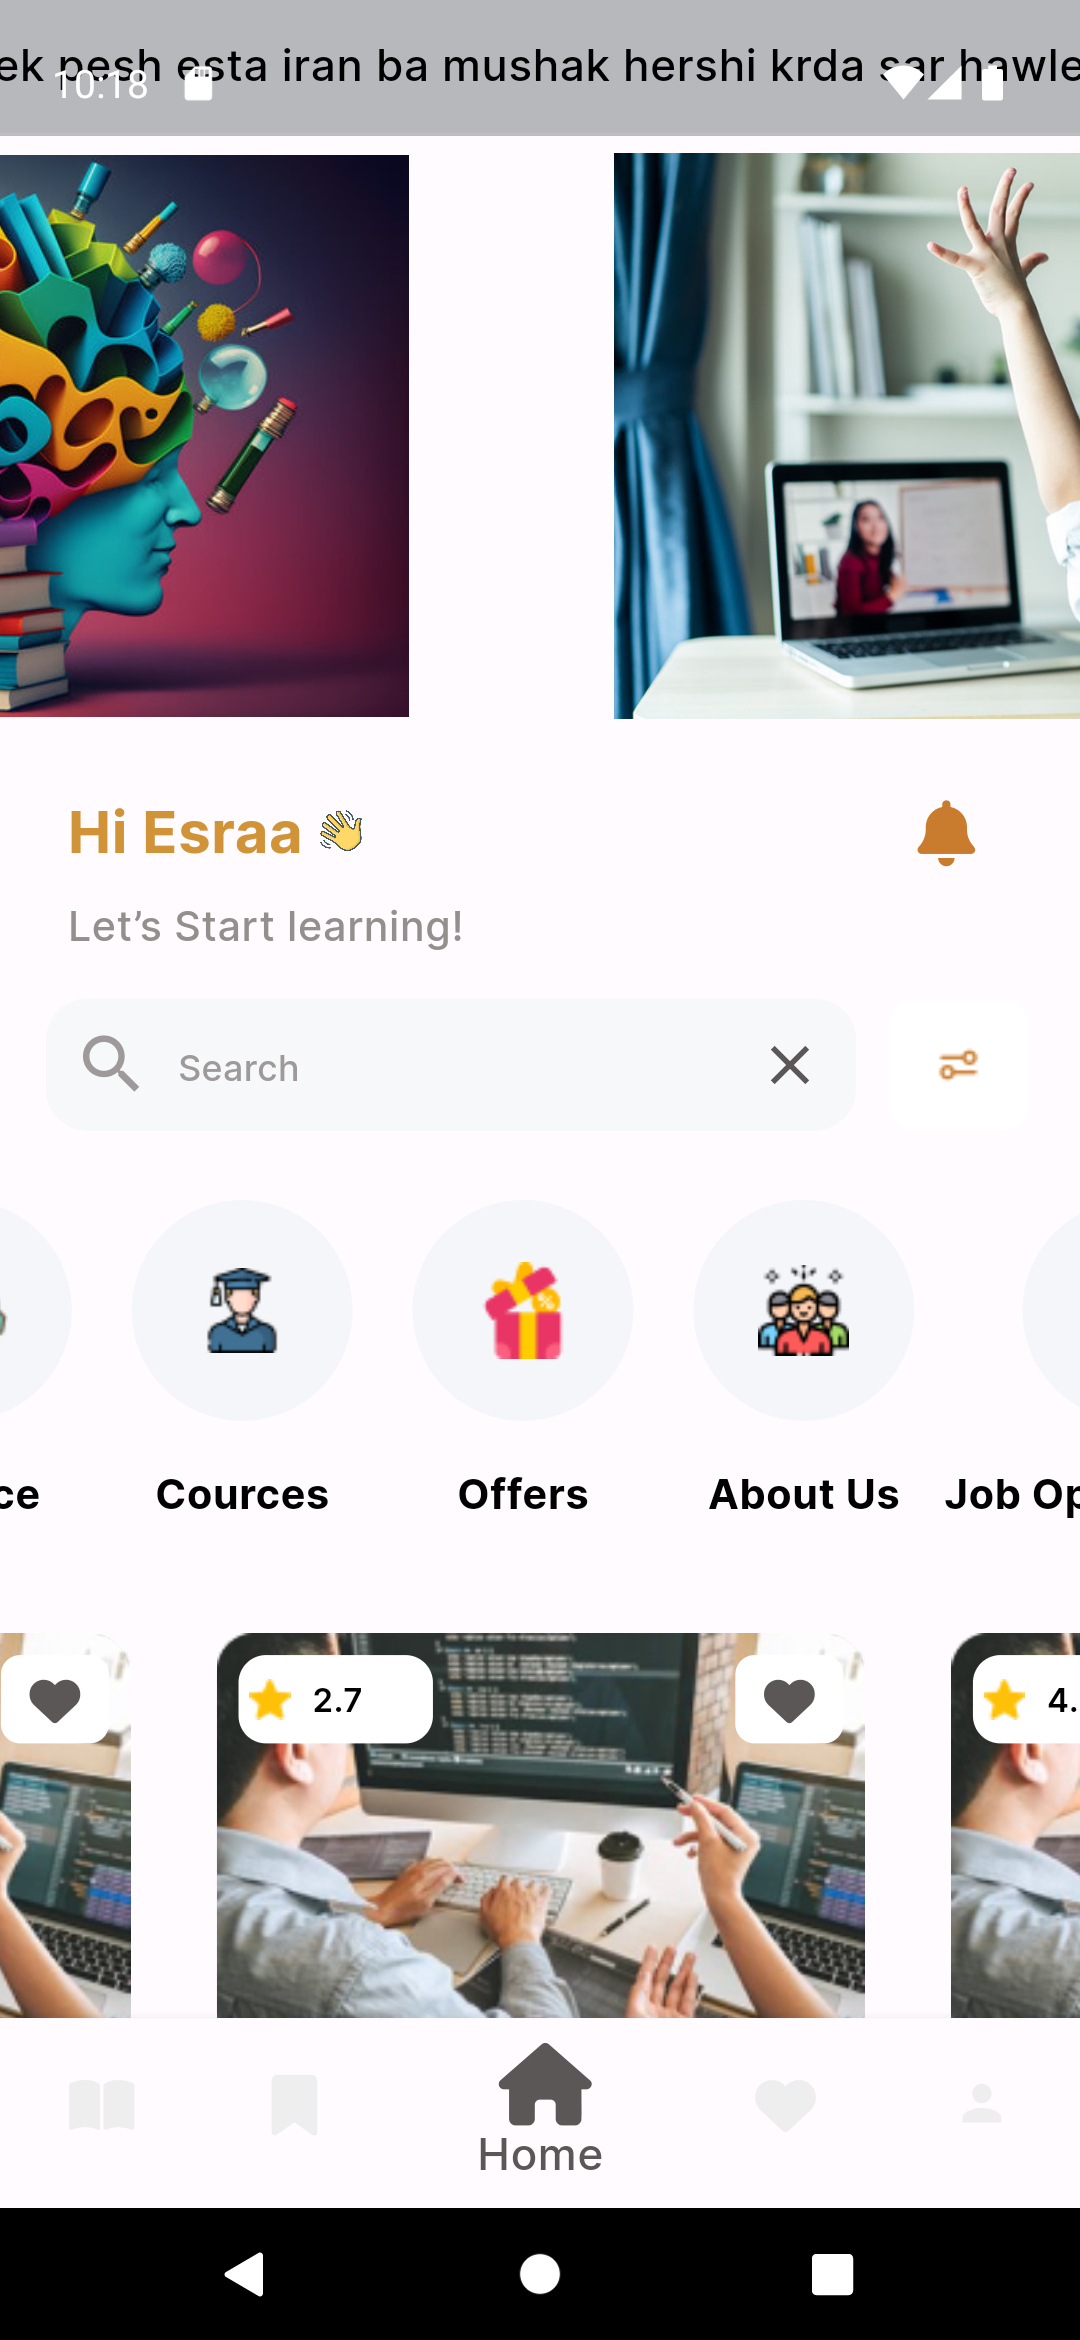 ek pesh esta iran ba mushak hershi krda sar hawle
10:18
Hi Esraa 👋
Let’s Start learning!
Search
ce Cources Offers About Us Job Op
2.7 4.
Home